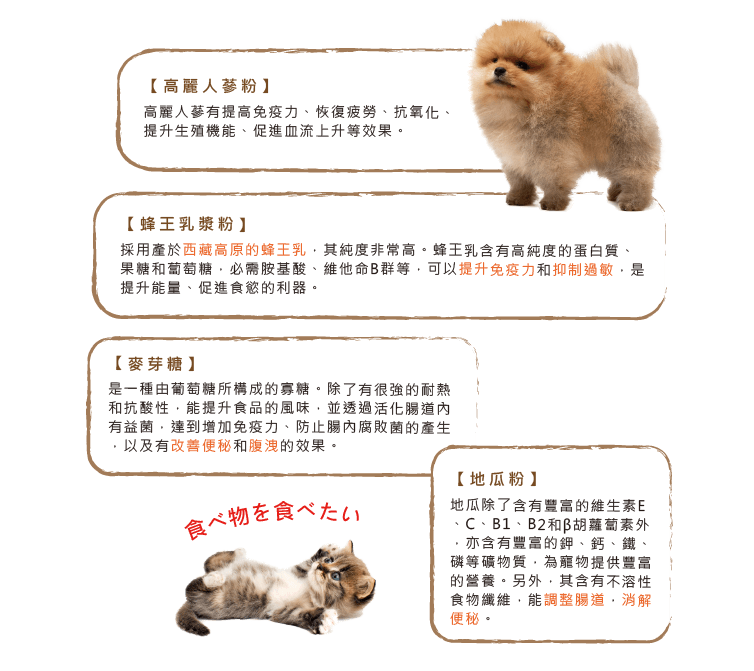 【高麗人蔘粉】
高麗人蔘有提高免疫力、恢復疲勞、抗氧化、
提升生殖機能、促進血流上升等效果。
【蜂王乳漿粉】
採用產於西藏高原的蜂王乳，其純度非常高。蜂王乳含有高純度的蛋白質、
果糖和葡萄糖，必需胺基酸、維他命B群等，可以提升免疫力和抑制過敏，是
提升能量、促進食慾的利器。
【麥芽糖】
是一種由葡萄糖所構成的寡糖。除了有很強的耐熱
和抗酸性，能提升食品的風味，並透過活化腸道內
有益菌，達到增加免疫力、防止腸內腐敗菌的產生
，以及有改善便秘和腹洩的效果。
【地瓜粉】
地瓜除了含有豐富的維生素E
、C、B1、B2和β胡蘿蔔素外
，亦含有豐富的鉀、鈣、鐵、
磷等礦物質，為寵物提供豐富
的營養。另外，其含有不溶性
食物纖維，能調整腸道，消解
便秘。
食べ物を食べたい